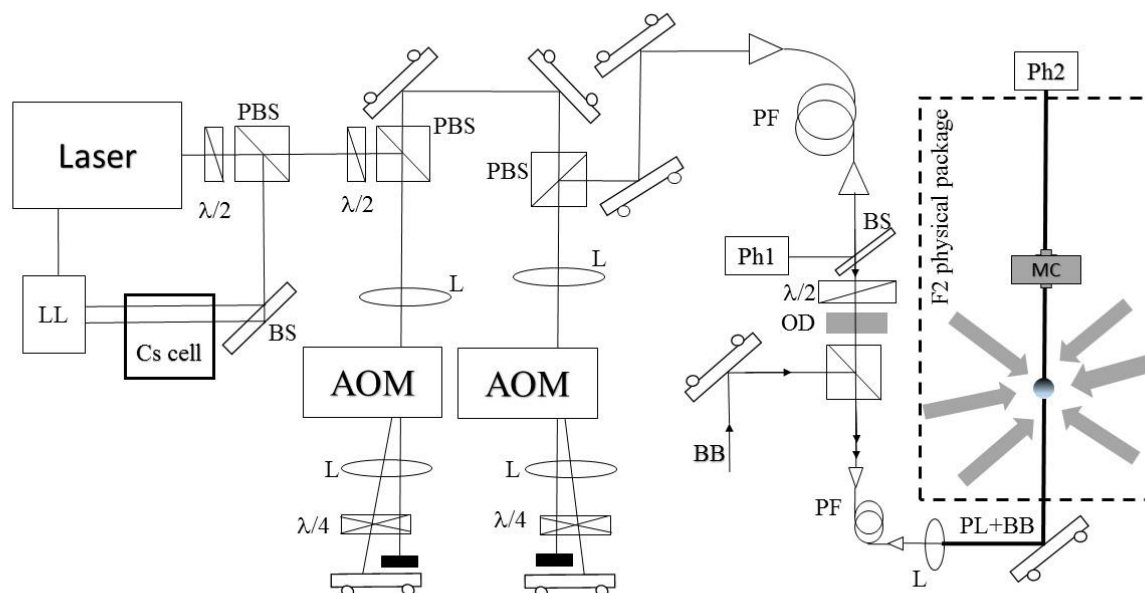 Laser
PBS
λ/2
PBS
λ/2
LL
Cs cell
BS
L
AOM
L
λ/4
PBS
L
AOM
L
λ/4
PF
BS
Ph1
λ/2
OD
BB
PF
L
PL+BB
Ph2
F2 physical package
MC